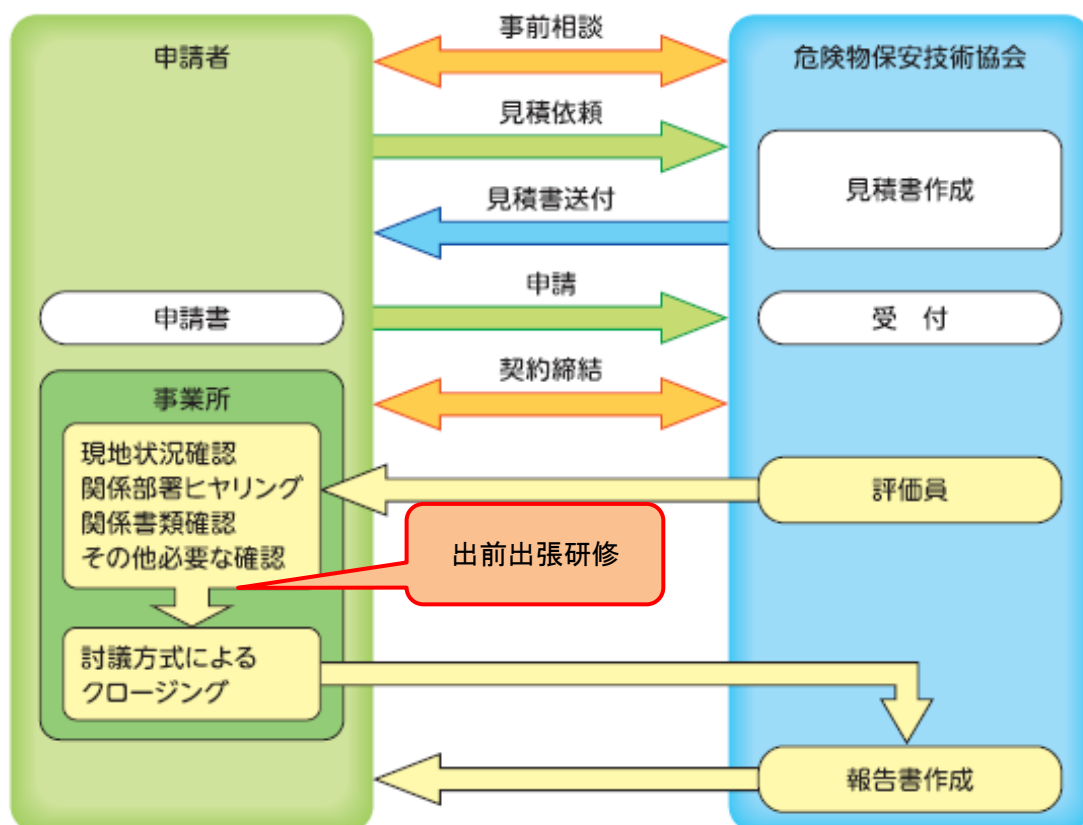 申請者
事前相談
危険物保安技術協会
見積依頼
見積書作成
見積書送付
申請書
申請
受　付
契約締結
事業所
現地状況確認
関係部署ヒヤリング
関係書類確認
その他必要な確認
評価員
出前出張研修
討議方式による
クロージング
報告書作成